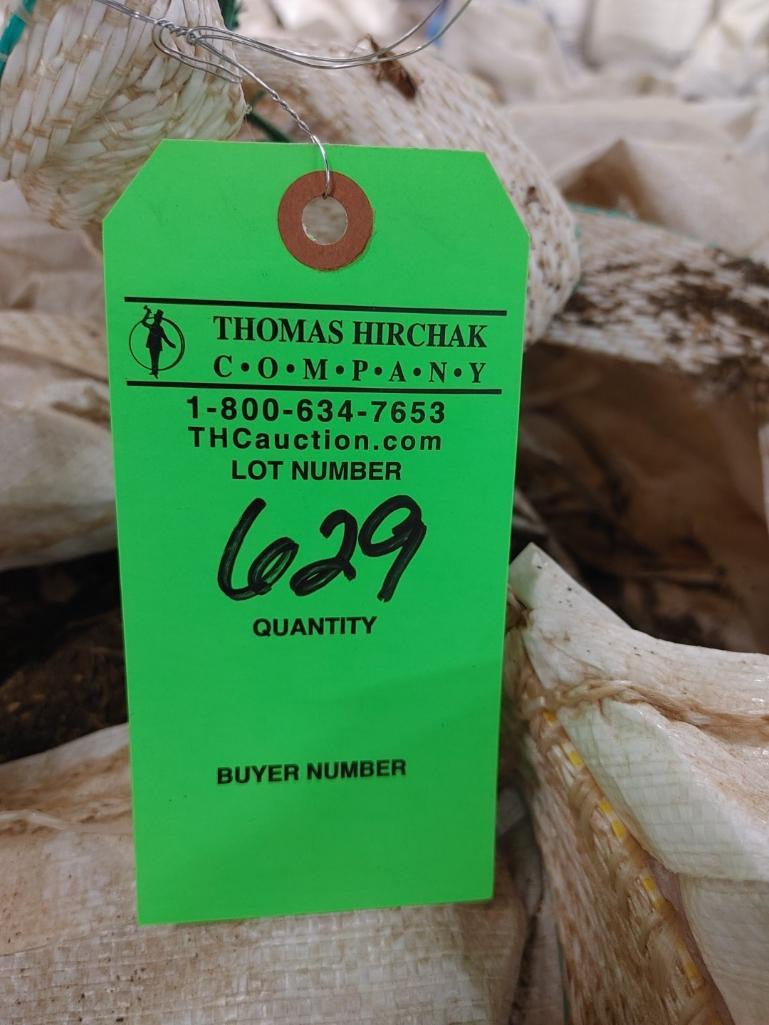 THOMAS HIRCHAK
C•O•M•P•A•N•Y
1-800-634-7653
THCauction.com
LOT NUMBER
629
QUANTITY
BUYER NUMBER